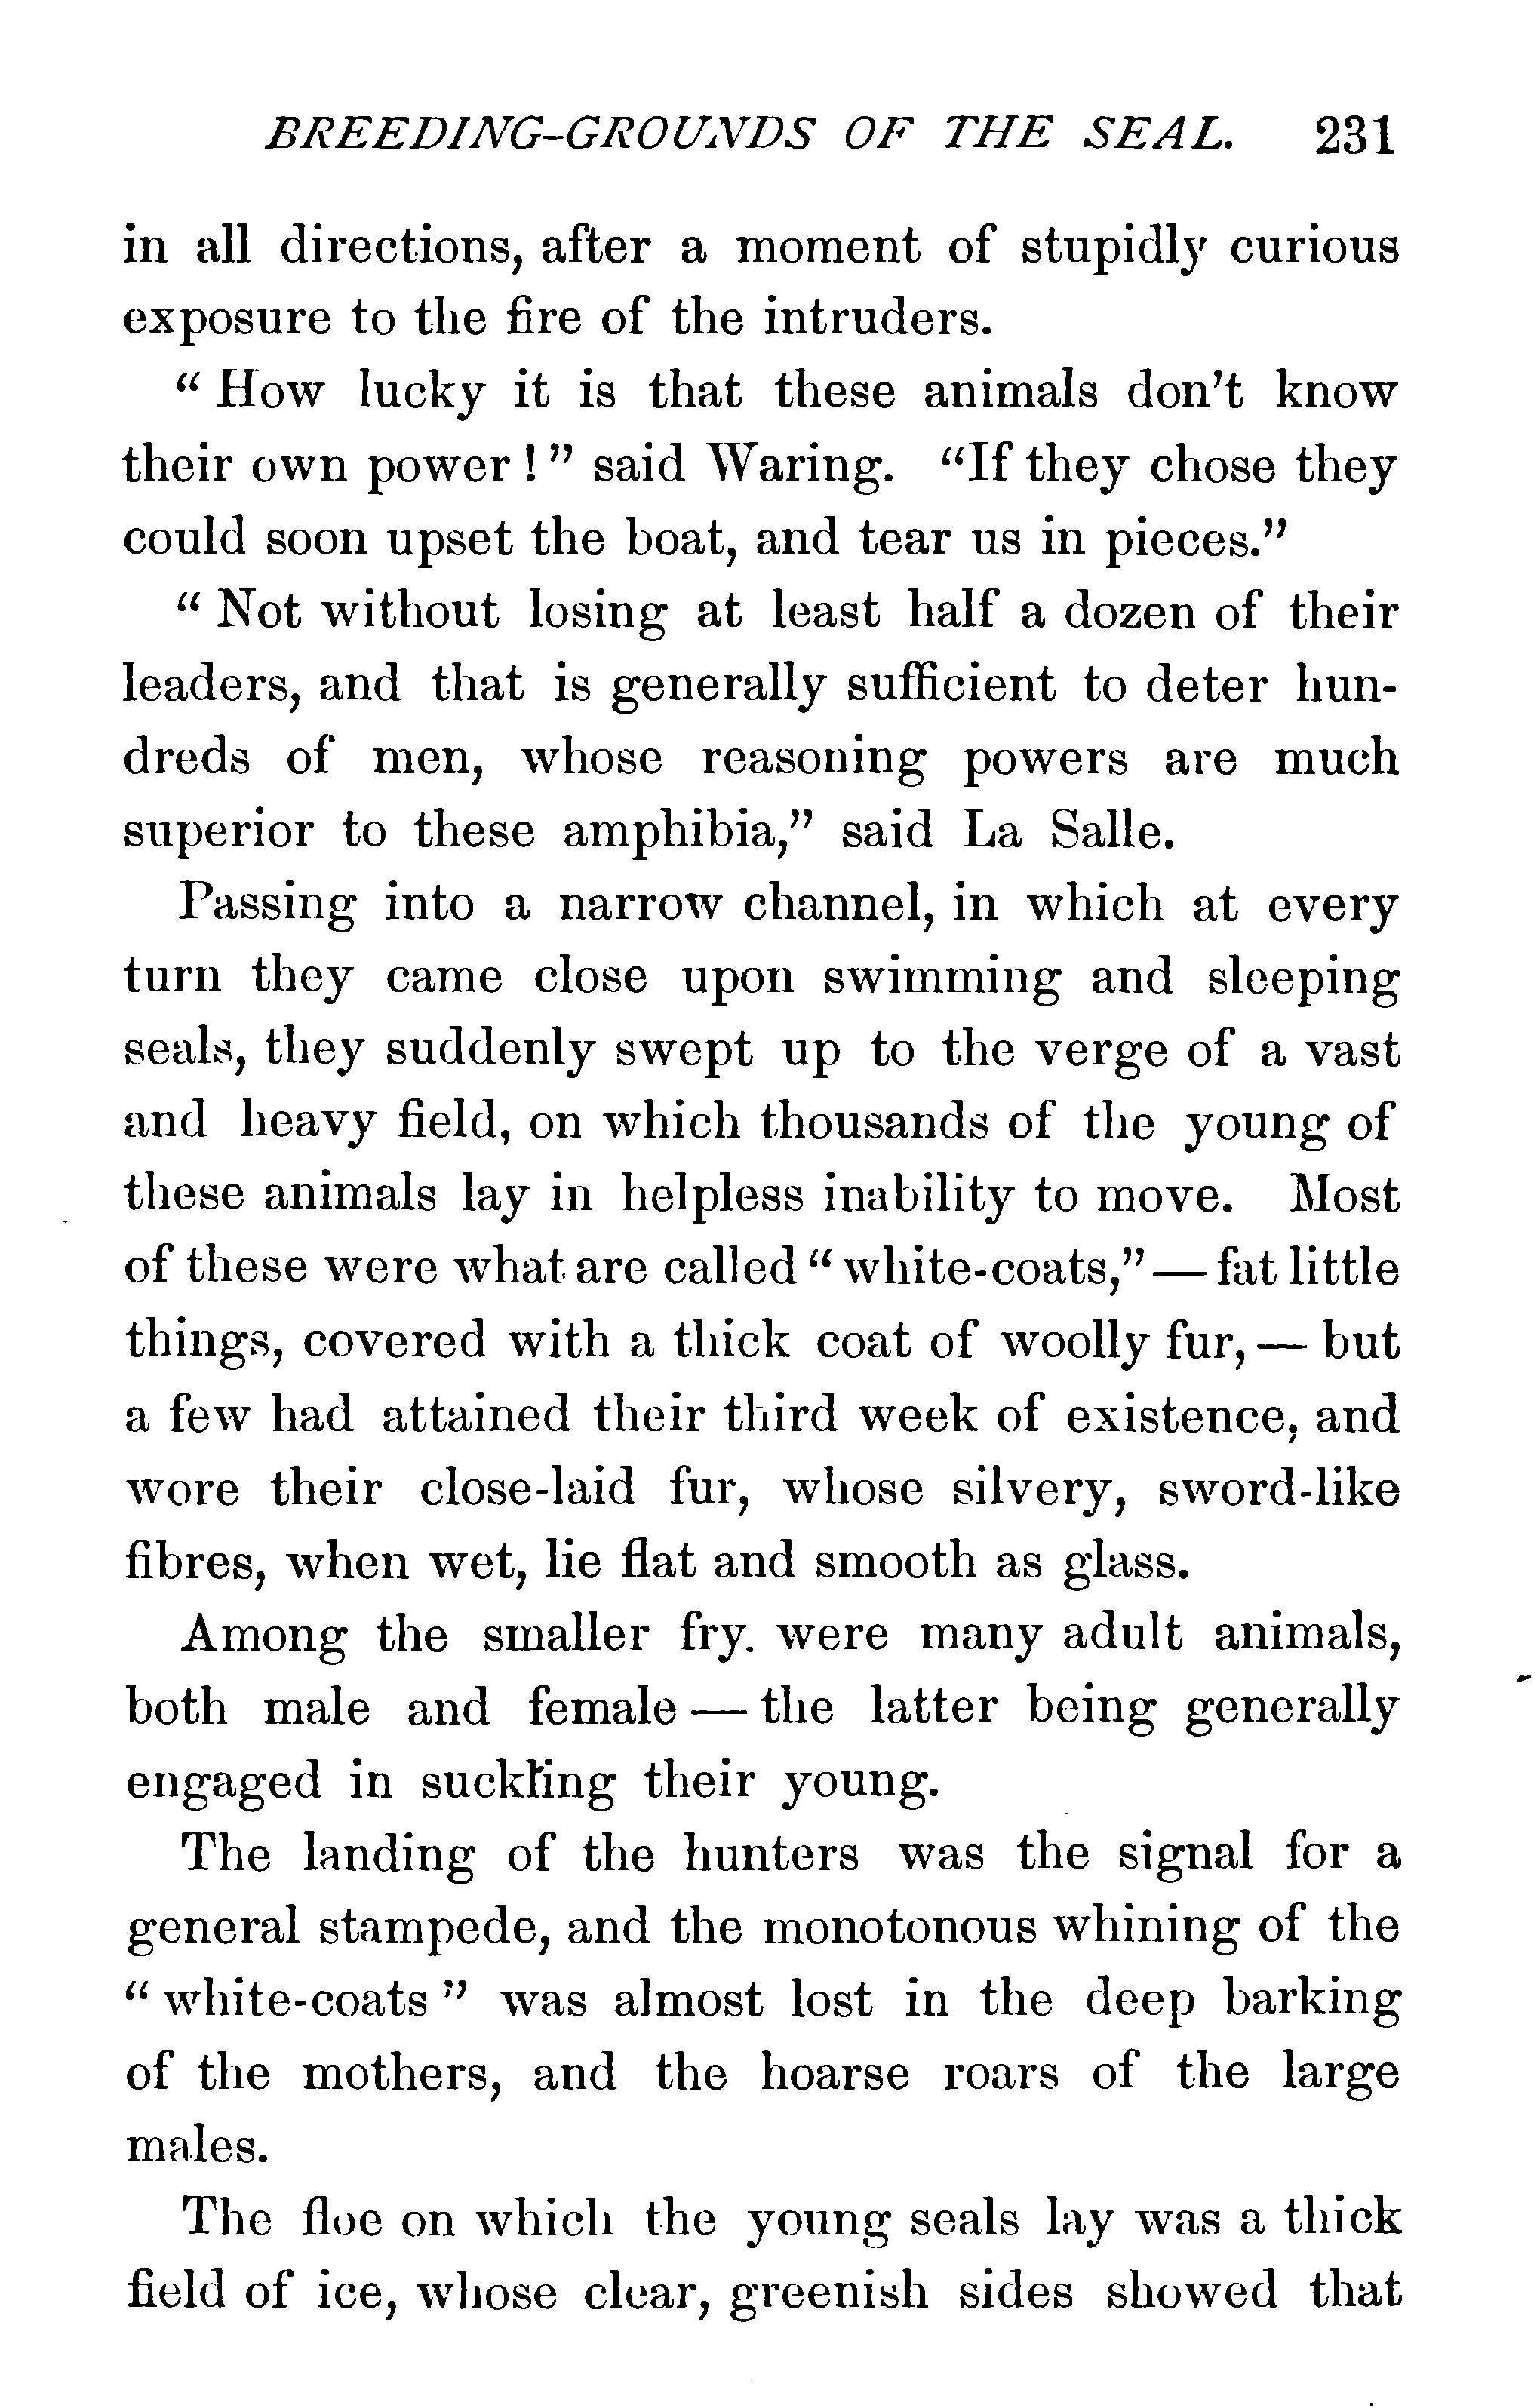 BREEDING-GROUNDS OF THE SEAL. 231
in all directions, after a moment of stupidly curious
exposure to the fire of the intruders.
" How lucky it is that these animals don't know
their own power ! " said Waring. "If they chose they
could soon upset the boat, and tear us in pieces."
" Not without losing at least half a dozen of their
leaders, and that is generally sufficient to deter hun-
dreds of men, whose reasoning powers are much
superior to these amphibia," said La Salle.
Passing into a narrow channel, in which at every
turn they came close upon swimming and sleeping
seals, they suddenly swept up to the verge of a vast
and heavy field, on which thousands of the young of
these animals lay in helpless inability to move. Most
of these were what are called " white-coats," — fat little
things, covered with a thick coat of woolly fur, — but
a few had attained their third week of existence, and
wore their close-laid fur, whose silvery, sword-like
fibres, when wet, lie flat and smooth as glass.
Among the smaller fry. were many adult animals,
both male and female — the latter being generally
engaged in suckling their young.
The landing of the hunters was the signal for a
general stampede, and the monotonous whining of the
" white-coats " was almost lost in the deep barking
of the mothers, and the hoarse roars of the large
males.
The floe on which the young seals lay was a thick
field of ice, whose clear, greenish sides showed that